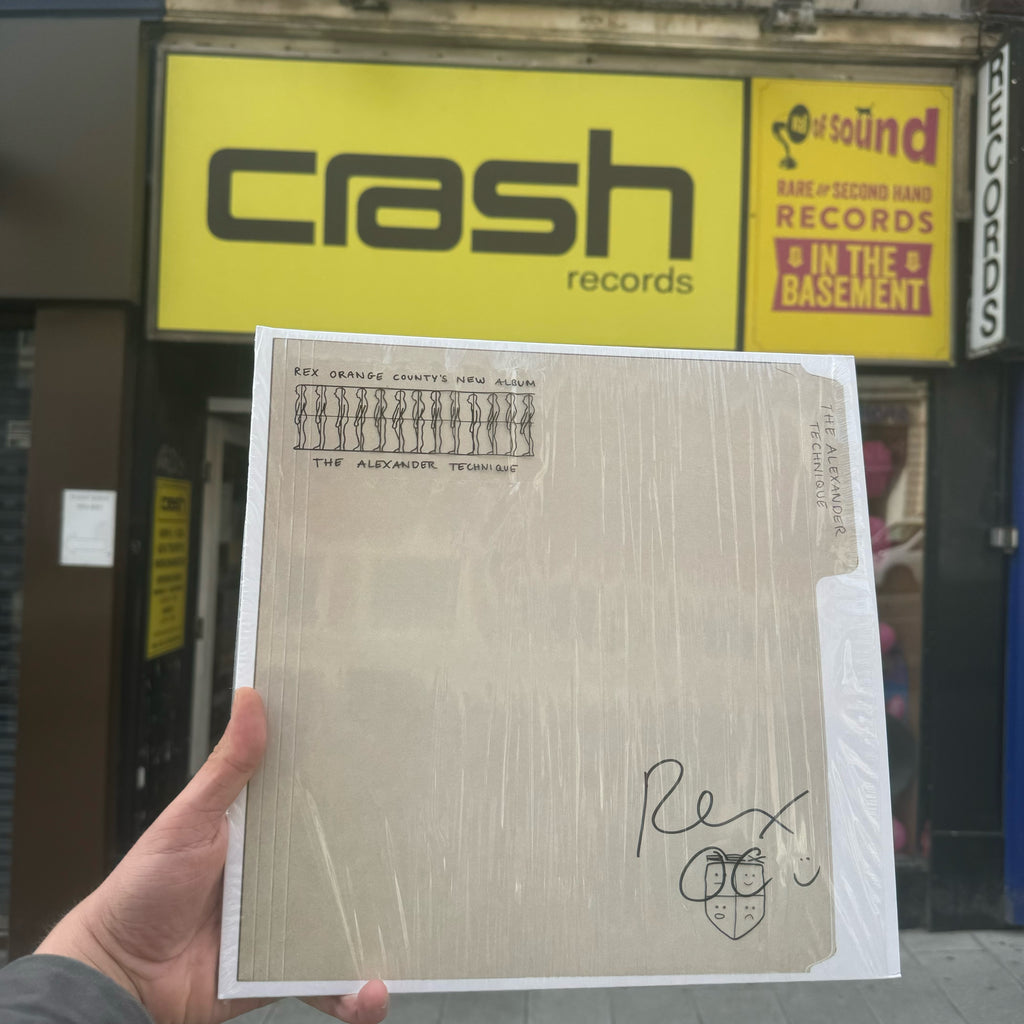 crash
records
of Sound
RARE & SECOND HAND
RECORDS
IN THE
BASEMENT
RECORDS
REX ORANGE COUNTY'S NEW ALBUM
THE ALEXANDER TECHNIQUE
THE ALEXANDER
TECHNIQUE
crash
Rex
OC